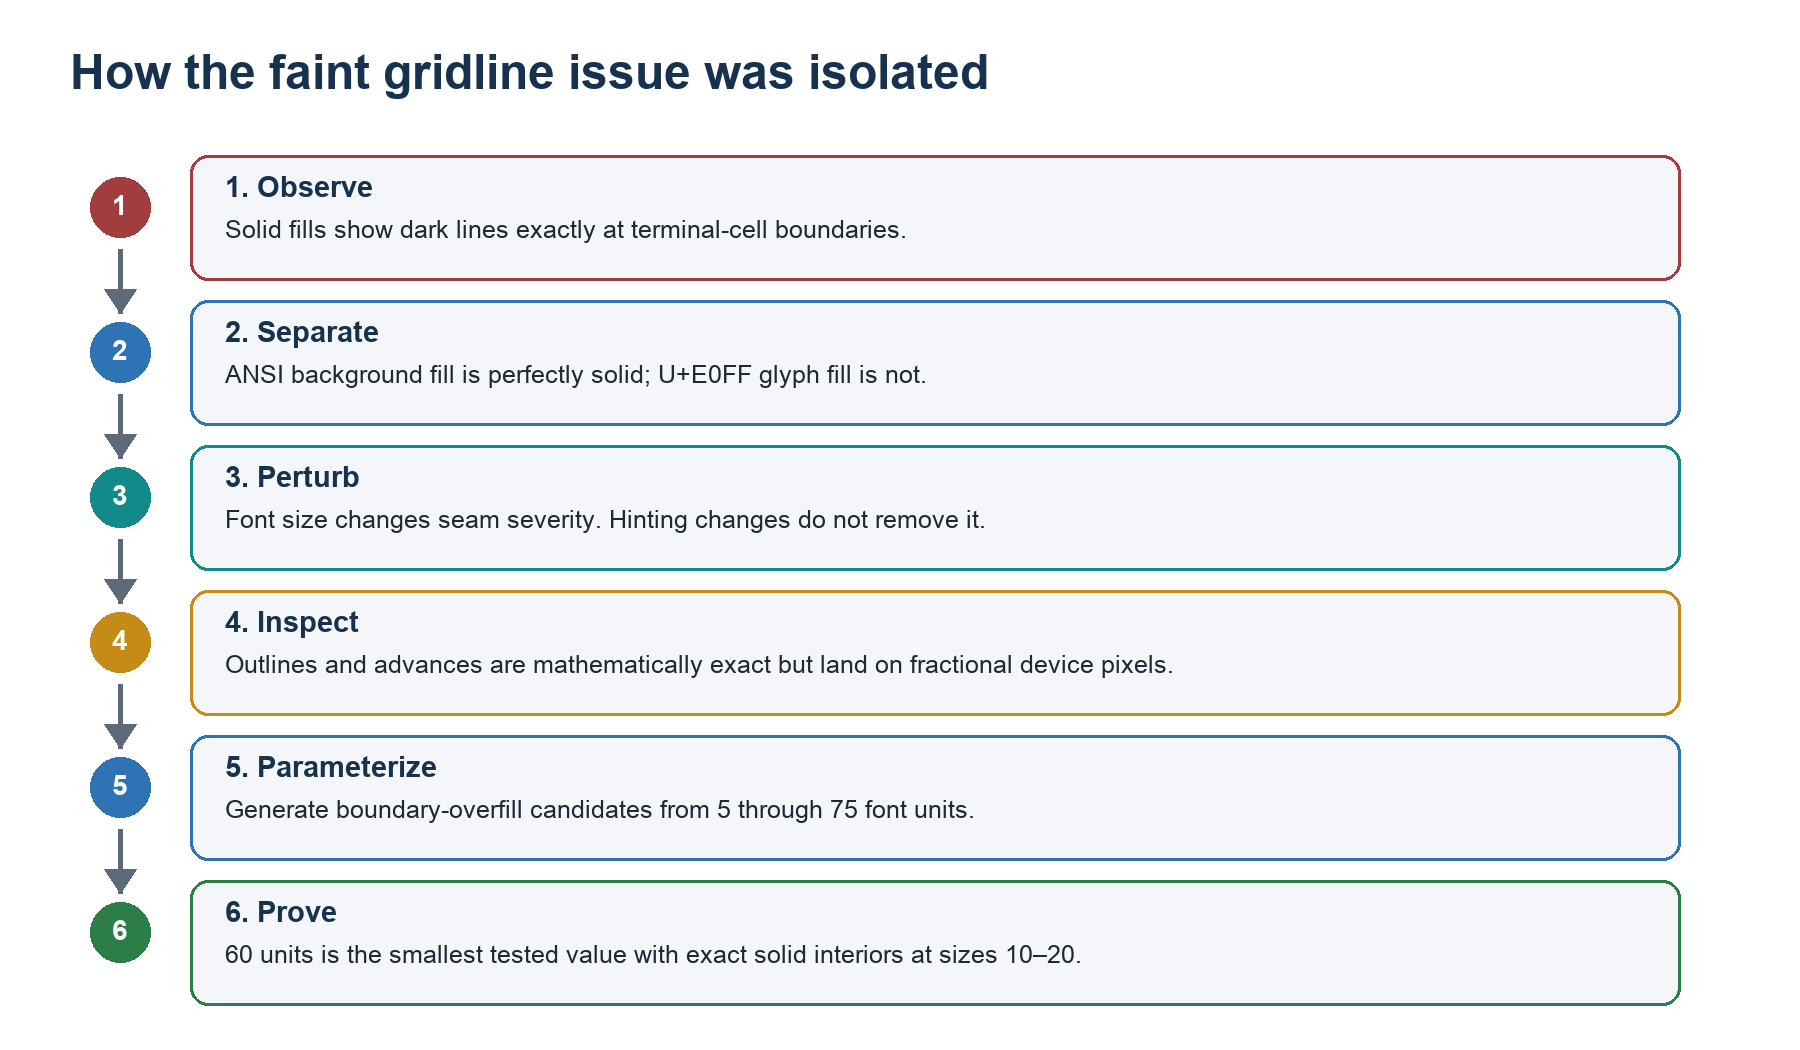 How the faint gridline issue was isolated
1
1. Observe
Solid fills show dark lines exactly at terminal-cell boundaries.
2
2. Separate
ANSI background fill is perfectly solid; U+E0FF glyph fill is not.
3
3. Perturb
Font size changes seam severity. Hinting changes do not remove it.
4
4. Inspect
Outlines and advances are mathematically exact but land on fractional device pixels.
5
5. Parameterize
Generate boundary-overfill candidates from 5 through 75 font units.
6
6. Prove
60 units is the smallest tested value with exact solid interiors at sizes 10–20.